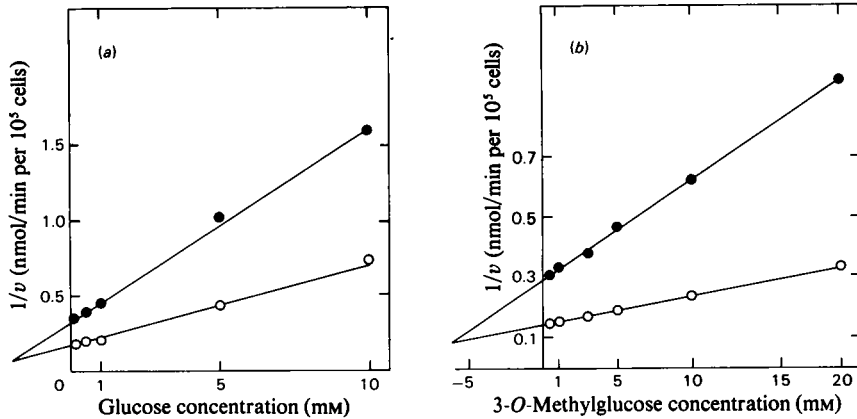 (a)
1/v (nmol/min per 10⁵ cells)
1.5
1.0
0.5
0 1 5 10
Glucose concentration (mM)
(b)
1/v (nmol/min per 10⁵ cells)
0.7
0.5
0.3
0.1
−5 1 5 10 15 20
3-O-Methylglucose concentration (mM)